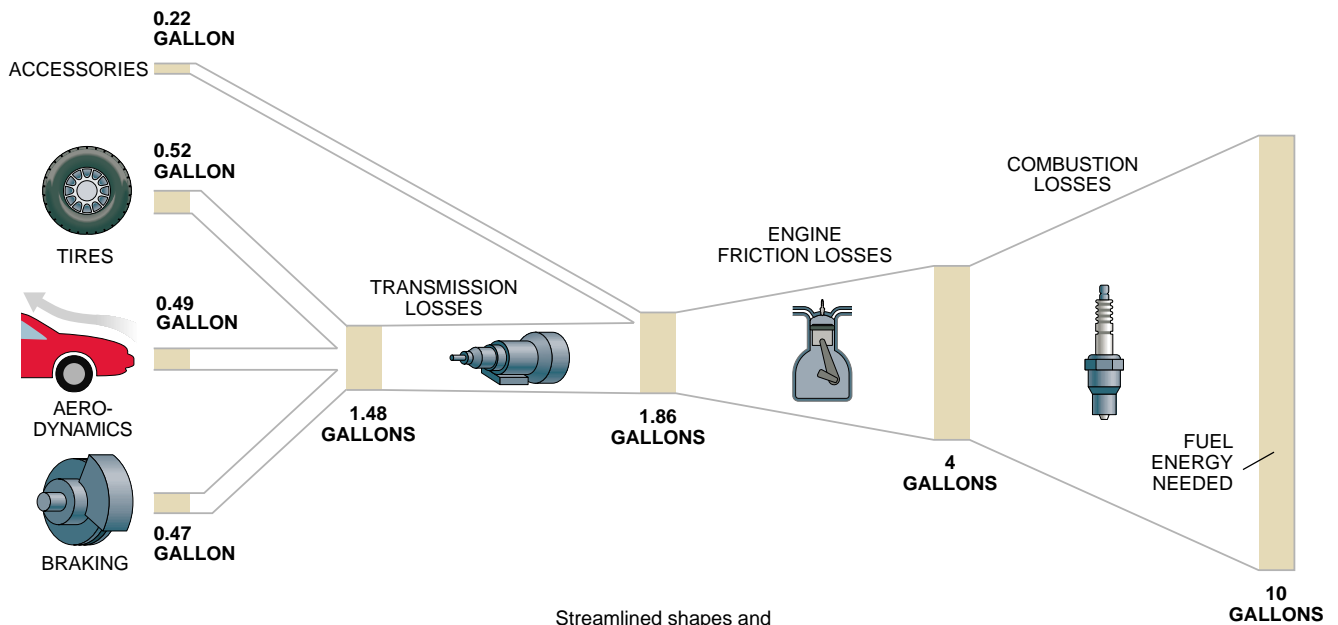 0.22
GALLON
ACCESSORIES
0.52
GALLON
TIRES
0.49
GALLON
AERO-
DYNAMICS
0.47
GALLON
BRAKING
TRANSMISSION
LOSSES
1.48
GALLONS
1.86
GALLONS
ENGINE
FRICTION LOSSES
4
GALLONS
COMBUSTION
LOSSES
FUEL
ENERGY
NEEDED
10
GALLONS
Streamlined shapes and